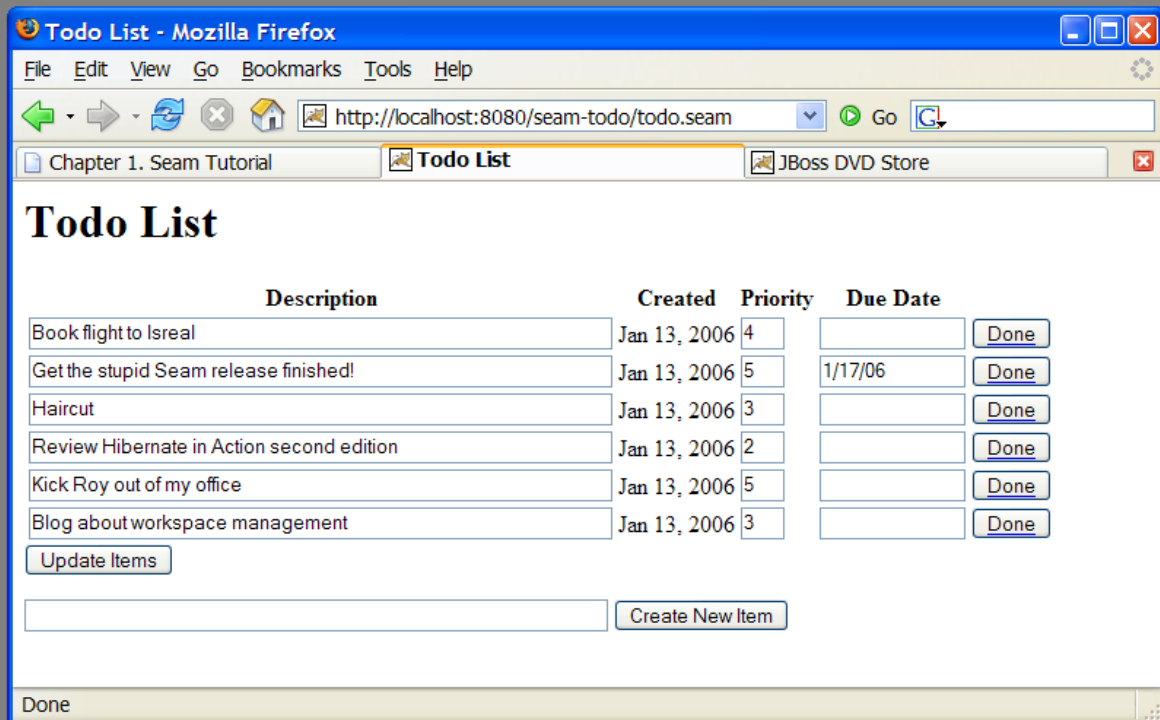 Todo List - Mozilla Firefox
File Edit View Go Bookmarks Tools Help
http://localhost:8080/seam-todo/todo.seam Go G
Chapter 1. Seam Tutorial Todo List JBoss DVD Store
Todo List
Description Created Priority Due Date
Book flight to Isreal Jan 13, 2006 4 Done
Get the stupid Seam release finished! Jan 13, 2006 5 1/17/06 Done
Haircut Jan 13, 2006 3 Done
Review Hibernate in Action second edition Jan 13, 2006 2 Done
Kick Roy out of my office Jan 13, 2006 5 Done
Blog about workspace management Jan 13, 2006 3 Done
Update Items
Create New Item
Done